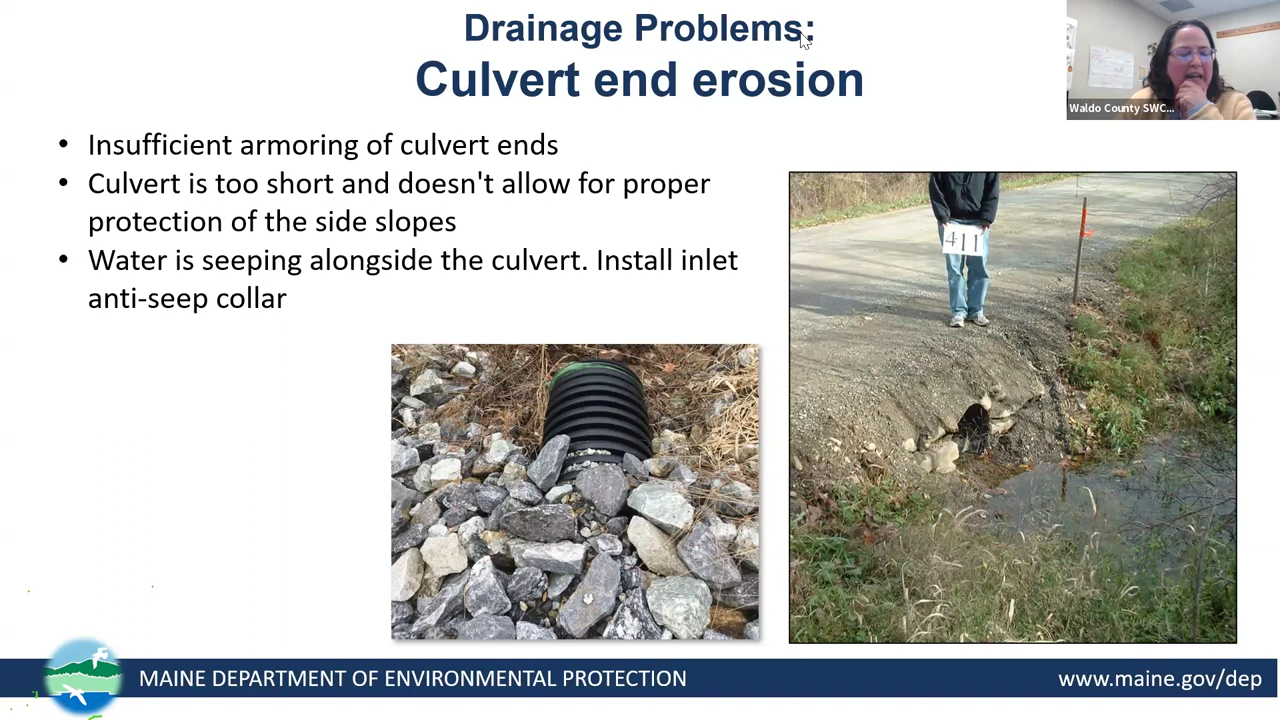 Drainage Problems:
Culvert end erosion
Waldo County SWC...
• Insufficient armoring of culvert ends
• Culvert is too short and doesn't allow for proper
protection of the side slopes
• Water is seeping alongside the culvert. Install inlet
anti-seep collar
411
MAINE DEPARTMENT OF ENVIRONMENTAL PROTECTION
www.maine.gov/dep